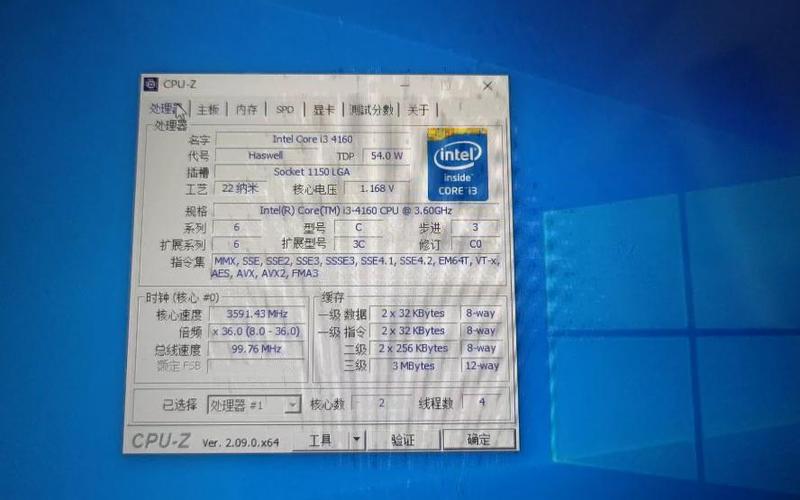 CPU-Z
处理器 主板 内存 SPD 显卡 測試分數 关于
处理器
名字 Intel Core i3 4160
代号 Haswell TDP 54.0 W
插槽 Socket 1150 LGA
工艺 22 纳米 核心电压 1.168 V
intel
inside
CORE i3
规格 Intel(R) Core(TM) i3-4160 CPU @ 3.60GHz
系列 6 型号 C 步进 3
扩展系列 6 扩展型号 3C 修订 C0
指令集 MMX, SSE, SSE2, SSE3, SSSE3, SSE4.1, SSE4.2, EM64T, VT-x,
AES, AVX, AVX2, FMA3
时钟 (核心 #0)
核心速度 3591.43 MHz
倍频 x 36.0 (8.0 - 36.0)
总线速度 99.76 MHz
额定 FSB
缓存
一级 数据 2 x 32 KBytes 8-way
一级 指令 2 x 32 KBytes 8-way
二级 2 x 256 KBytes 8-way
三级 3 MBytes 12-way
已选择 处理器 #1 核心数 2 线程数 4
CPU-Z Ver. 2.09.0.x64 工具 验证 确定